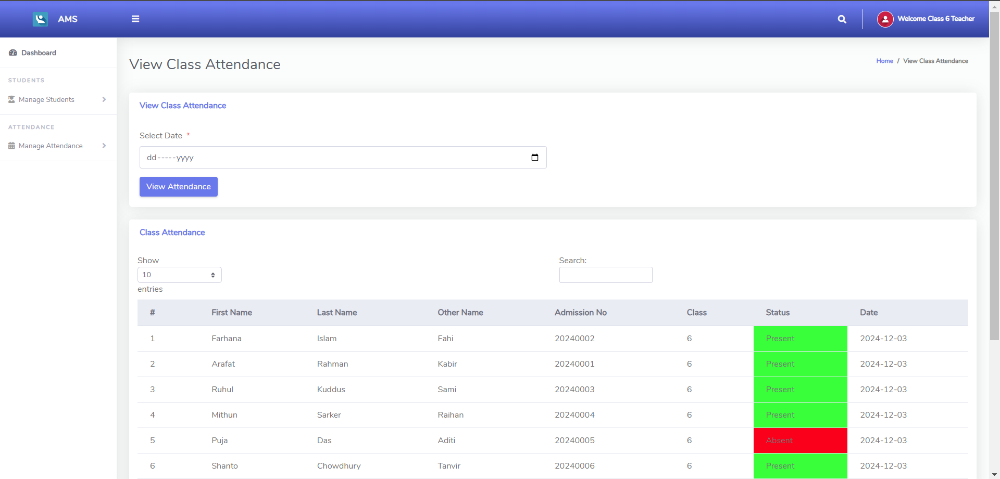 AMS
Welcome Class 6 Teacher
Dashboard
STUDENTS
Manage Students
ATTENDANCE
Manage Attendance
View Class Attendance
Home / View Class Attendance
View Class Attendance
Select Date *
dd-----yyyy
View Attendance
Class Attendance
Show
10
entries
Search:
# First Name Last Name Other Name Admission No Class Status Date
1 Farhana Islam Fahi 20240002 6 Present 2024-12-03
2 Arafat Rahman Kabir 20240001 6 Present 2024-12-03
3 Ruhul Kuddus Sami 20240003 6 Present 2024-12-03
4 Mithun Sarker Raihan 20240004 6 Present 2024-12-03
5 Puja Das Aditi 20240005 6 Absent 2024-12-03
6 Shanto Chowdhury Tanvir 20240006 6 Present 2024-12-03